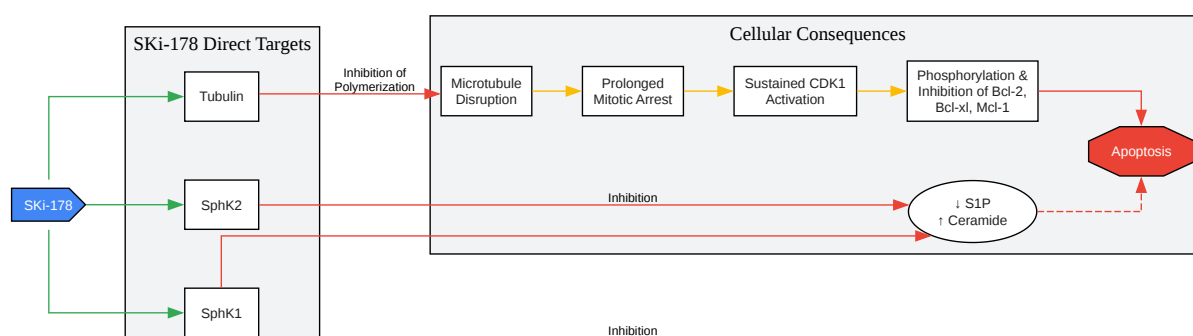 SKi-178 Direct Targets
Cellular Consequences
Tubulin
Inhibition of
Polymerization
Microtubule
Disruption
Prolonged
Mitotic Arrest
Sustained CDK1
Activation
Phosphorylation &
Inhibition of Bcl-2,
Bcl-xl, Mcl-1
Apoptosis
SKi-178
SphK2
Inhibition
↓ S1P
↑ Ceramide
SphK1
Inhibition